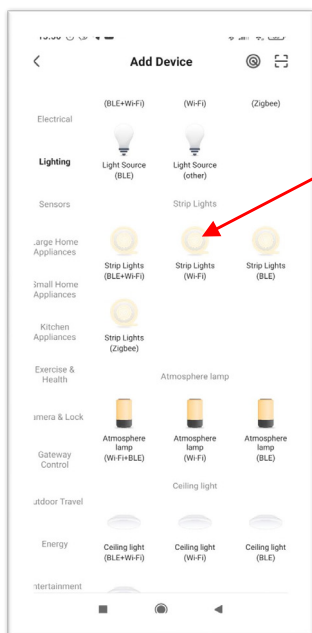 Add Device
Electrical
Lighting
Sensors
Large Home
Appliances
Small Home
Appliances
Kitchen
Appliances
Exercise &
Health
amera & Lock
Gateway
Control
utdoor Travel
Energy
ntertainment
(BLE+Wi-Fi)
(Wi-Fi)
(Zigbee)
Light Source
(BLE)
Light Source
(other)
Strip Lights
Strip Lights
(BLE+Wi-Fi)
Strip Lights
(Wi-Fi)
Strip Lights
(BLE)
Strip Lights
(Zigbee)
Atmosphere lamp
Atmosphere
lamp
(Wi-Fi+BLE)
Atmosphere
lamp
(Wi-Fi)
Atmosphere
lamp
(BLE)
Ceiling light
Ceiling light
(BLE+Wi-Fi)
Ceiling light
(Wi-Fi)
Ceiling light
(BLE)